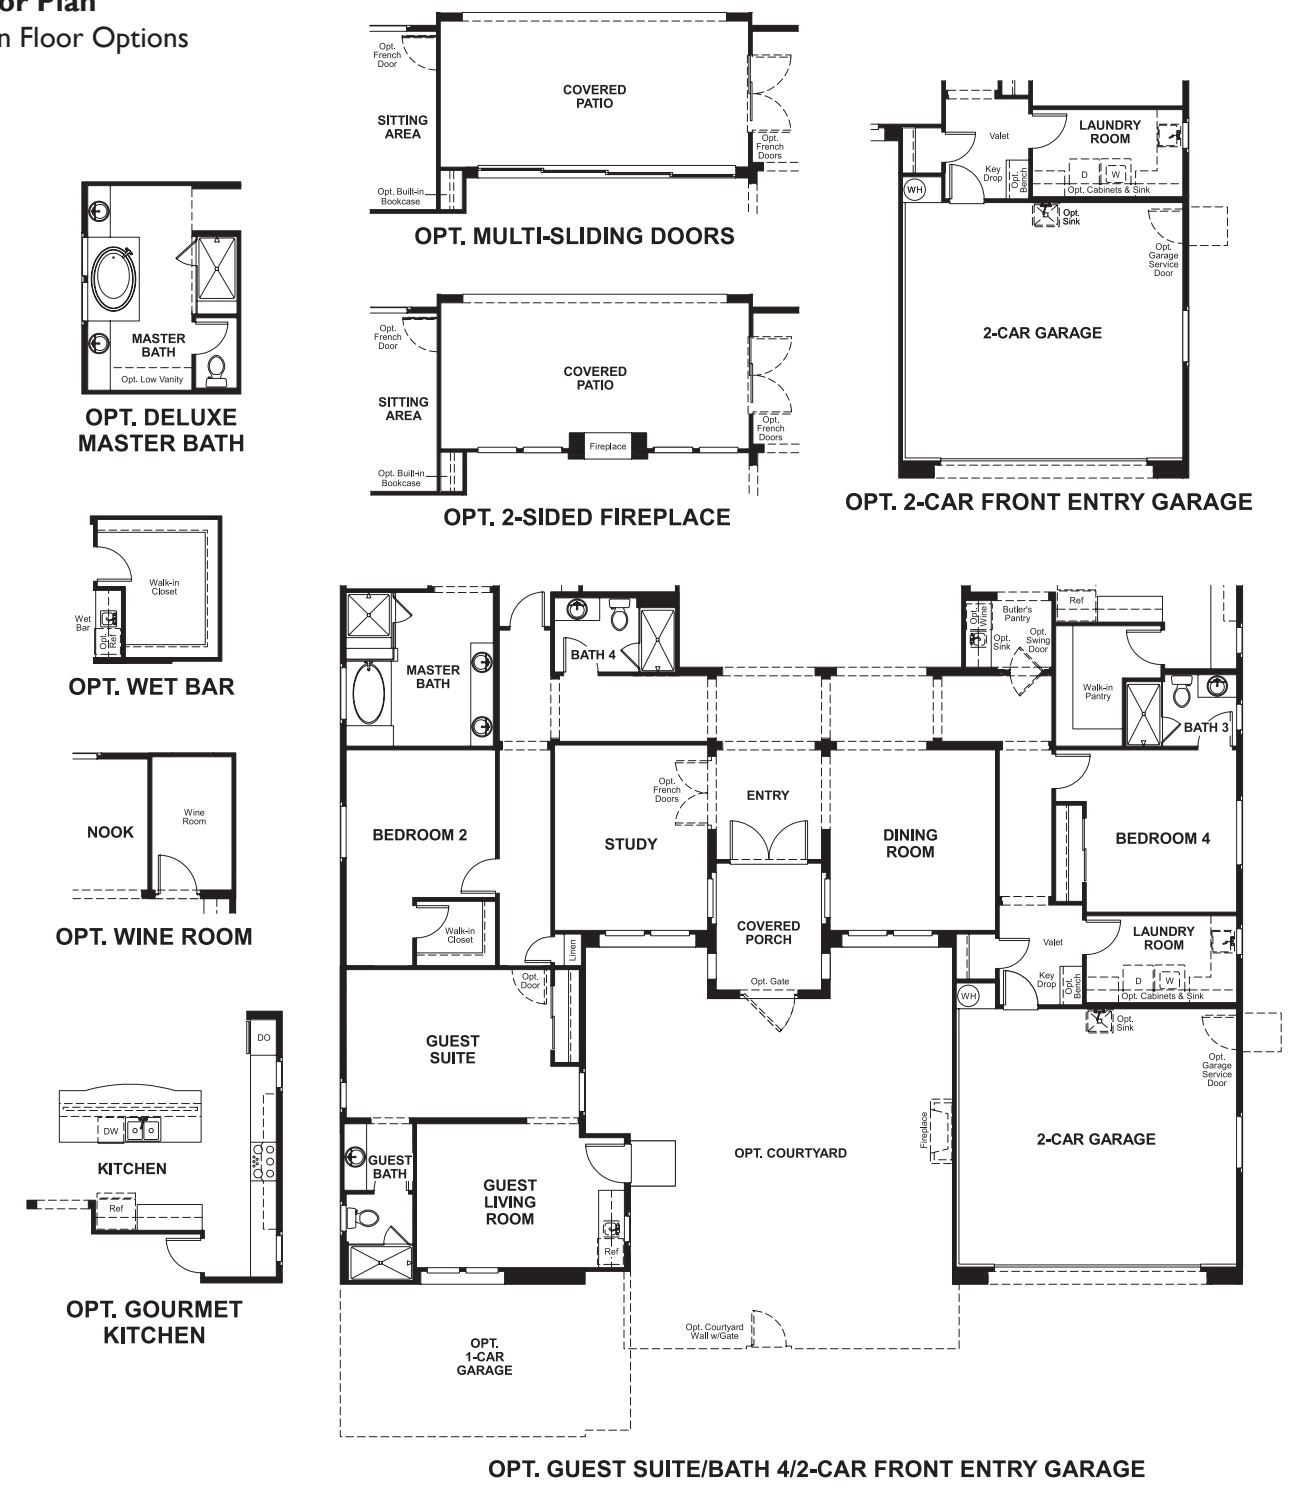 or Plan
n Floor Options
Opt.
French
Door
COVERED
PATIO
SITTING
AREA
Opt.
French
Doors
Opt. Built-in
Bookcase
OPT. MULTI-SLIDING DOORS
Valet
LAUNDRY
ROOM
Key
Drop
Opt.
Bench
D
W
Opt. Cabinets & Sink
WH
Opt.
Sink
Opt.
Garage
Service
Door
2-CAR GARAGE
OPT. 2-CAR FRONT ENTRY GARAGE
MASTER
BATH
Opt. Low Vanity
OPT. DELUXE
MASTER BATH
Opt.
French
Door
COVERED
PATIO
SITTING
AREA
Opt.
French
Doors
Fireplace
Opt. Built-in
Bookcase
OPT. 2-SIDED FIREPLACE
Walk-in
Closet
Wet
Bar
Opt.
Ref
OPT. WET BAR
Wine
Room
NOOK
OPT. WINE ROOM
DO
DW
KITCHEN
Ref
OPT. GOURMET
KITCHEN
MASTER
BATH
BATH 4
Opt.
Wine
Butler's
Pantry
Opt.
Sink
Opt.
Swing
Door
Ref
Walk-in
Pantry
BATH 3
BEDROOM 2
STUDY
Opt.
French
Doors
ENTRY
DINING
ROOM
BEDROOM 4
Walk-in
Closet
Linen
COVERED
PORCH
Opt. Gate
Valet
LAUNDRY
ROOM
Key
Drop
Opt.
Bench
D
W
Opt. Cabinets & Sink
WH
Opt.
Sink
Opt.
Garage
Service
Door
Opt.
Door
GUEST
SUITE
GUEST
BATH
GUEST
LIVING
ROOM
Ref
OPT. COURTYARD
Fireplace
2-CAR GARAGE
Opt. Courtyard
Wall w/Gate
OPT.
1-CAR
GARAGE
OPT. GUEST SUITE/BATH 4/2-CAR FRONT ENTRY GARAGE